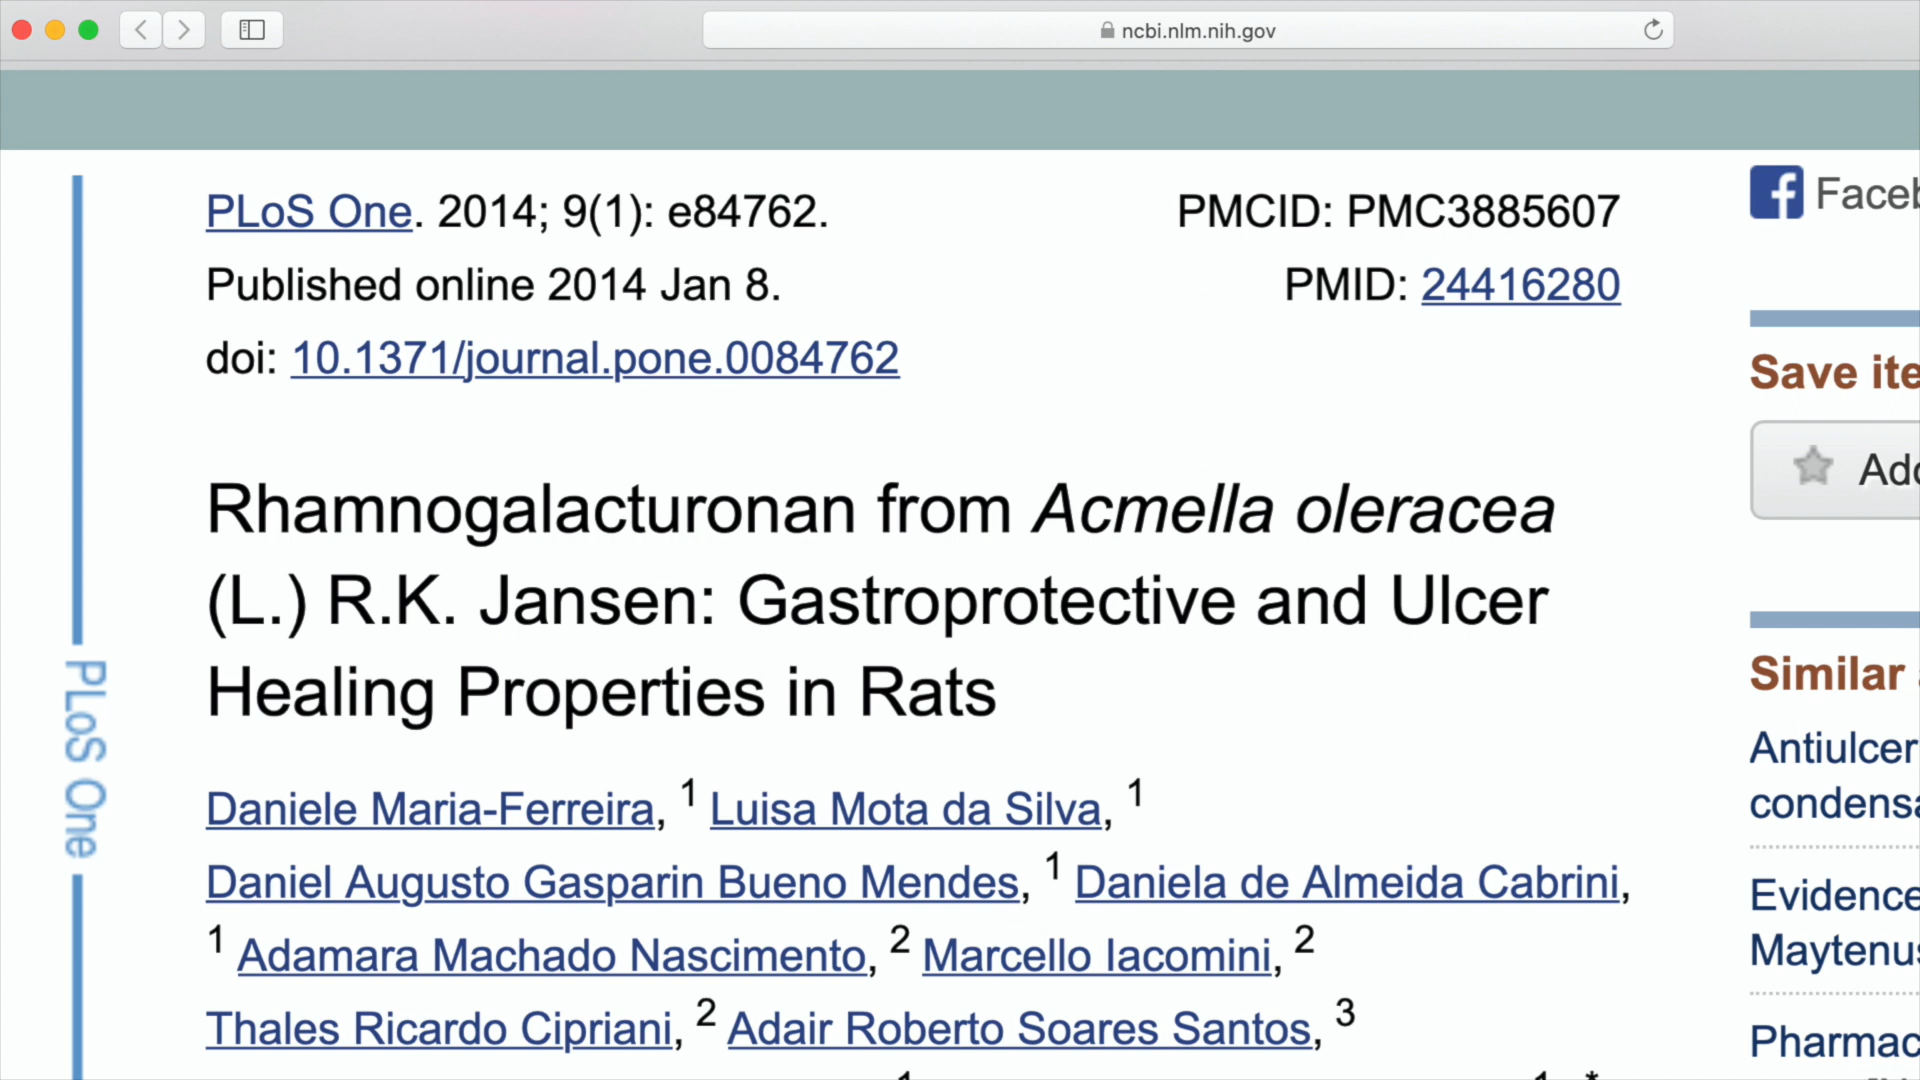 ncbi.nlm.nih.gov
PLoS One. 2014; 9(1): e84762.
PMCID: PMC3885607
Published online 2014 Jan 8.
PMID: 24416280
doi: 10.1371/journal.pone.0084762
Rhamnogalacturonan from Acmella oleracea
(L.) R.K. Jansen: Gastroprotective and Ulcer
Healing Properties in Rats
Daniele Maria-Ferreira, 1 Luisa Mota da Silva, 1
Daniel Augusto Gasparin Bueno Mendes, 1 Daniela de Almeida Cabrini,
1 Adamara Machado Nascimento, 2 Marcello Iacomini, 2
Thales Ricardo Cipriani, 2 Adair Roberto Soares Santos, 3
PLoS One
Faceb
Save ite
Add
Similar
Antiulcer
condensa
Evidence
Maytenus
Pharmac